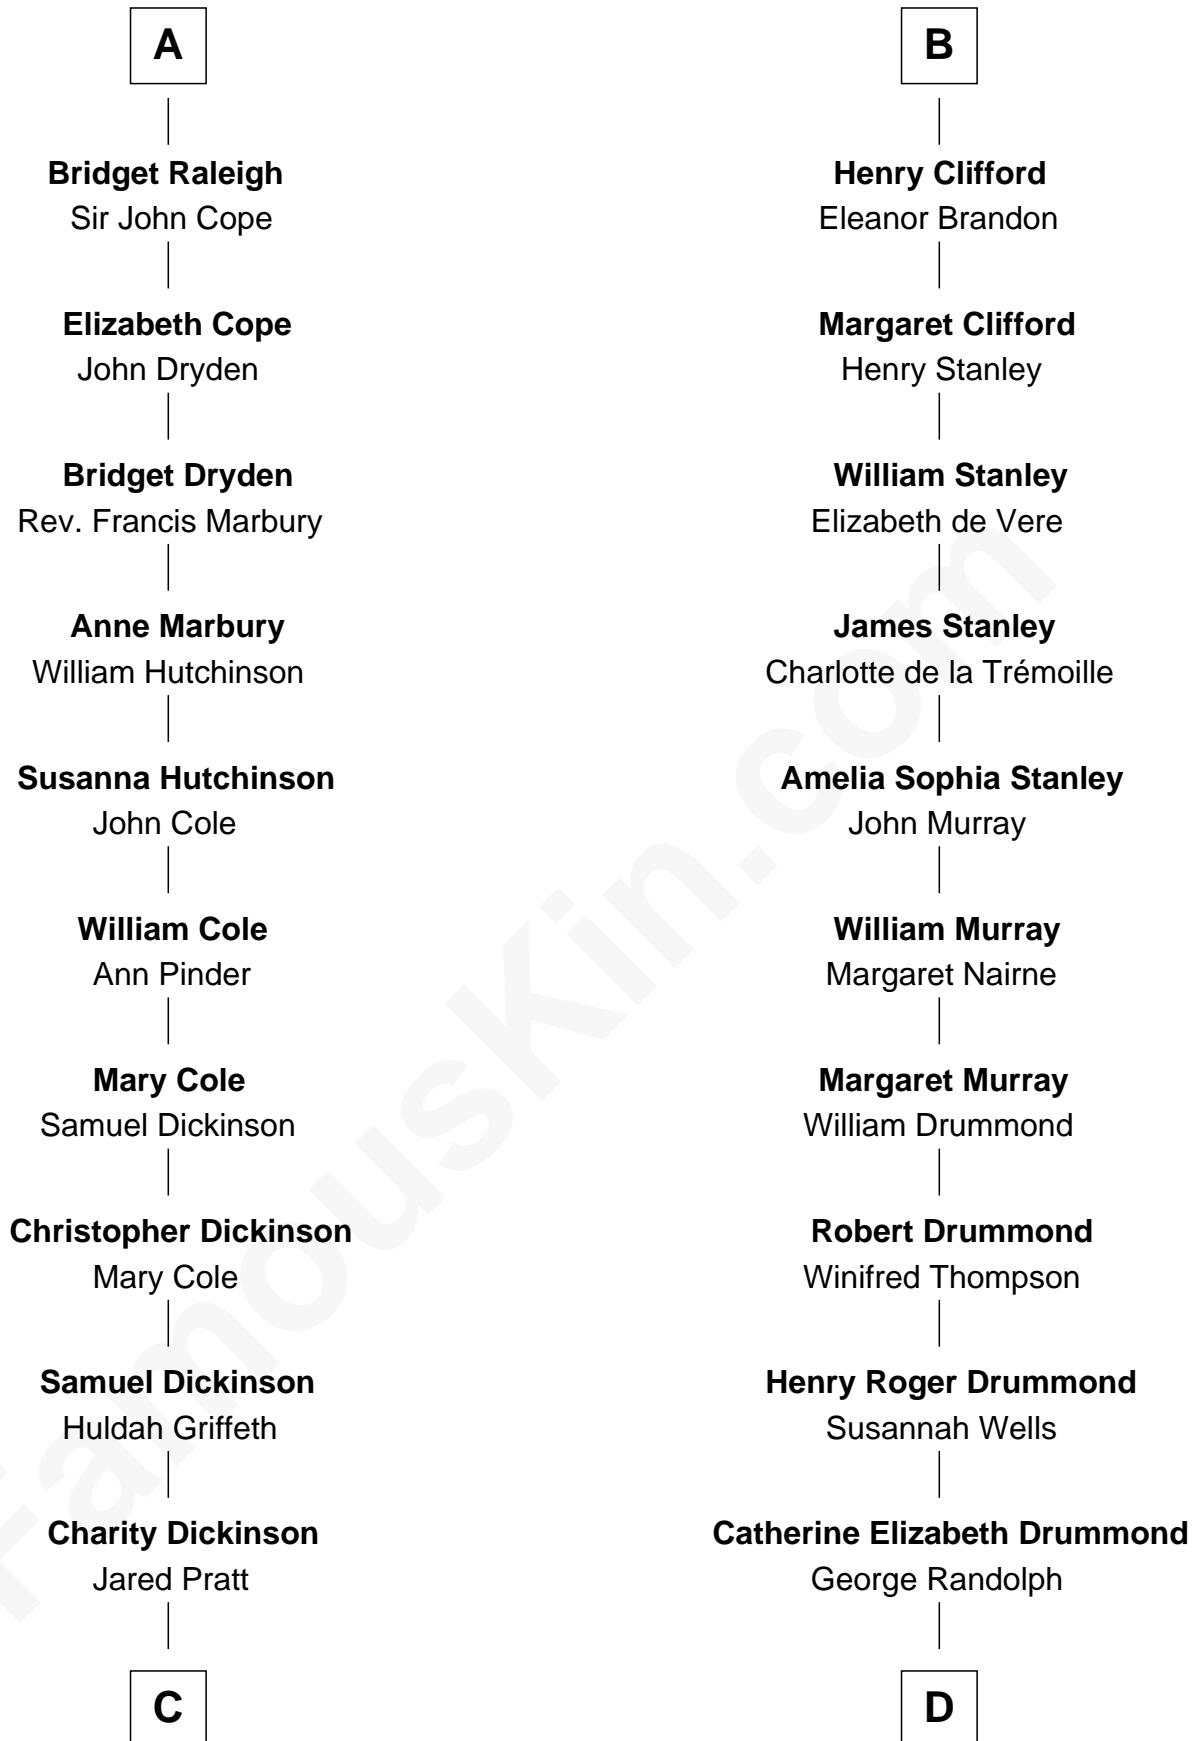 A
Bridget Raleigh
Sir John Cope
Elizabeth Cope
John Dryden
Bridget Dryden
Rev. Francis Marbury
Anne Marbury
William Hutchinson
Susanna Hutchinson
John Cole
William Cole
Ann Pinder
Mary Cole
Samuel Dickinson
Christopher Dickinson
Mary Cole
Samuel Dickinson
Huldah Griffeth
Charity Dickinson
Jared Pratt
C
B
Henry Clifford
Eleanor Brandon
Margaret Clifford
Henry Stanley
William Stanley
Elizabeth de Vere
James Stanley
Charlotte de la Trémoille
Amelia Sophia Stanley
John Murray
William Murray
Margaret Nairne
Margaret Murray
William Drummond
Robert Drummond
Winifred Thompson
Henry Roger Drummond
Susannah Wells
Catherine Elizabeth Drummond
George Randolph
D
FamousKin.com